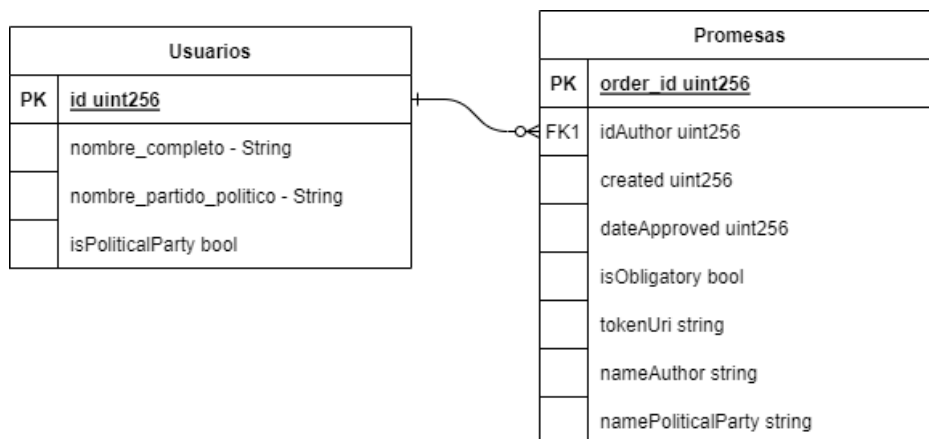 Usuarios
PK id uint256
nombre_completo - String
nombre_partido_politico - String
isPoliticalParty bool
Promesas
PK order_id uint256
FK1 idAuthor uint256
created uint256
dateApproved uint256
isObligatory bool
tokenUri string
nameAuthor string
namePoliticalParty string